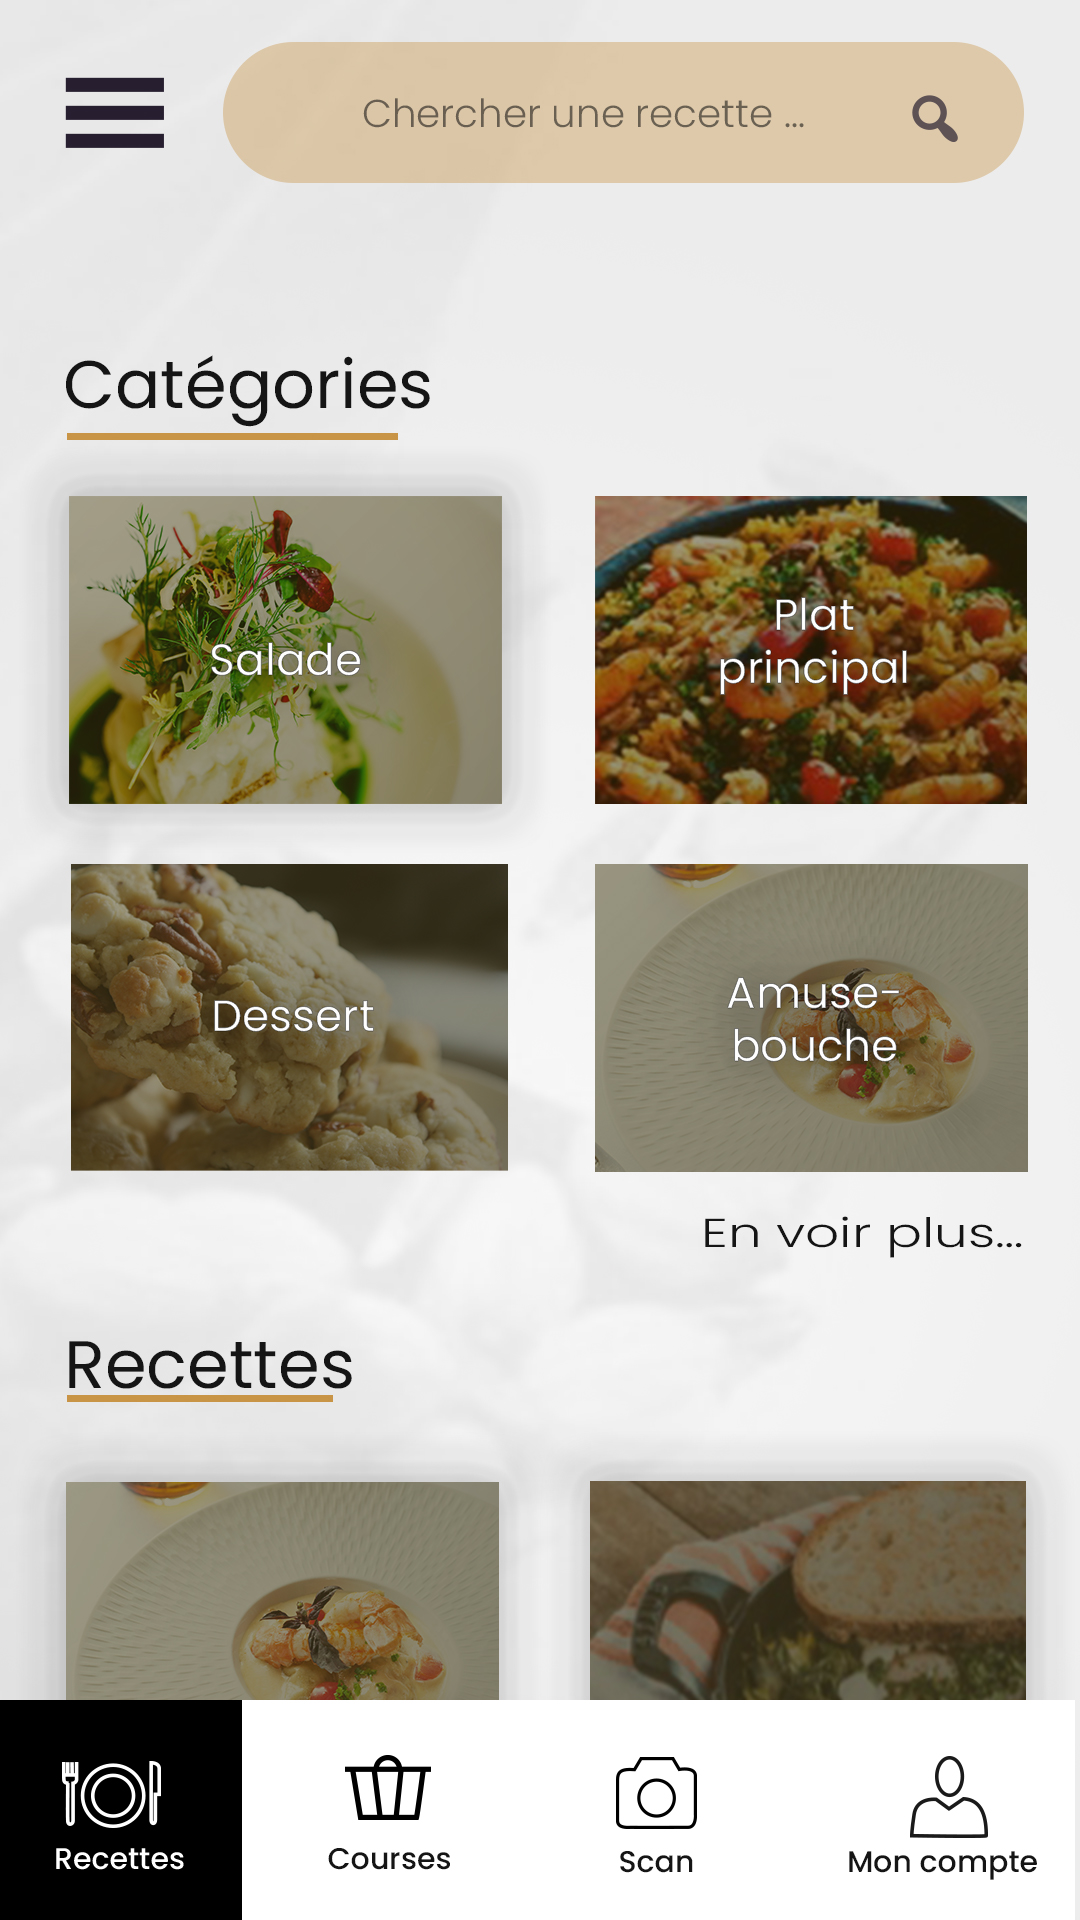 Chercher une recette ...
Catégories
Salade
Plat
principal
Dessert
Amuse-
bouche
En voir plus...
Recettes
Recettes
Courses
Scan
Mon compte